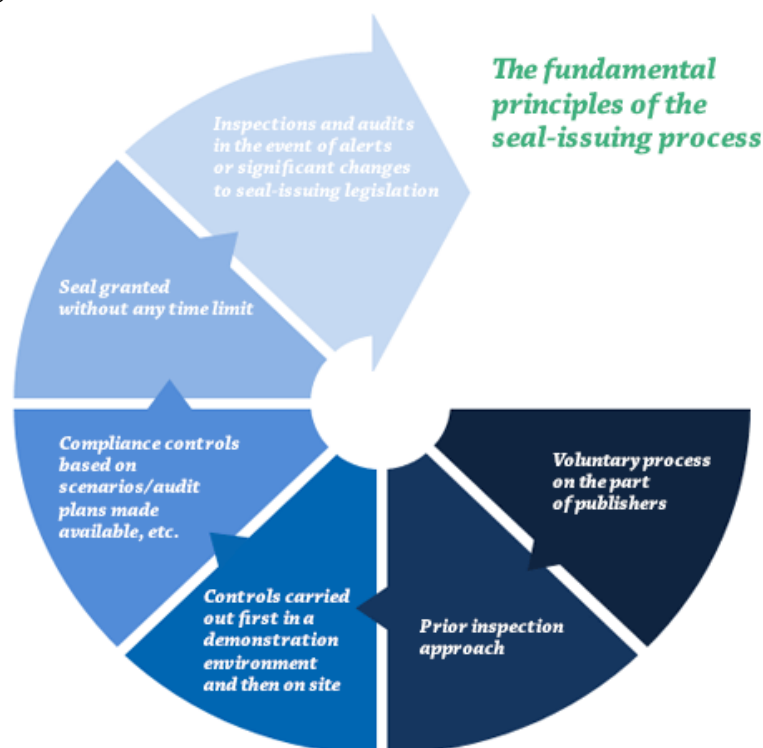 The fundamental
principles of the
seal-issuing process
Voluntary process
on the part
of publishers
Prior inspection
approach
Controls carried
out first in a
demonstration
environment
and then on site
Compliance controls
based on
scenarios/audit
plans made
available, etc.
Seal granted
without any time limit
Inspections and audits
in the event of alerts
or significant changes
to seal-issuing legislation